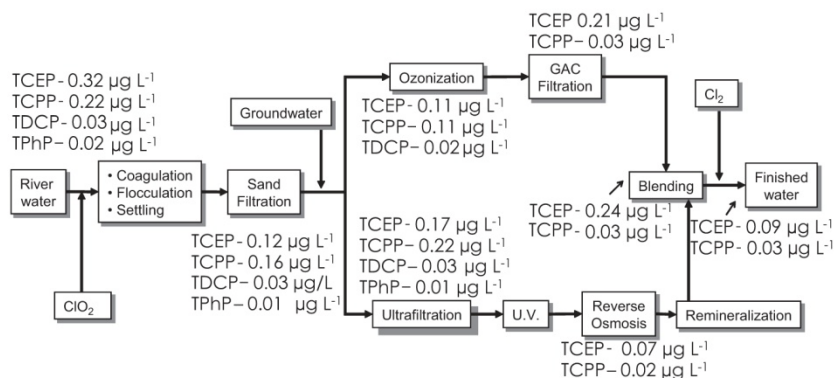 TCEP 0.21 µg L-1
TCPP– 0.03 µg L-1
TCEP- 0.32 µg L-1
TCPP- 0.22 µg L-1
TDCP- 0.03 µg L-1
TPhP- 0.02 µg L-1
Groundwater
Ozonization
GAC
Filtration
TCEP- 0.11 µg L-1
TCPP– 0.11 µg L-1
TDCP– 0.02 µg L-1
Cl2
River
water
• Coagulation
• Flocculation
• Settling
Sand
Filtration
Blending
Finished
water
TCEP- 0.24 µg L-1
TCPP– 0.03 µg L-1
TCEP- 0.09 µg L-1
TCPP– 0.03 µg L-1
TCEP- 0.12 µg L-1
TCPP- 0.16 µg L-1
TDCP– 0.03 µg/L
TPhP- 0.01 µg L-1
TCEP- 0.17 µg L-1
TCPP– 0.22 µg L-1
TDCP– 0.03 µg L-1
TPhP– 0.01 µg L-1
ClO2
Ultrafiltration
U.V.
Reverse
Osmosis
Remineralization
TCEP- 0.07 µg L-1
TCPP– 0.02 µg L-1